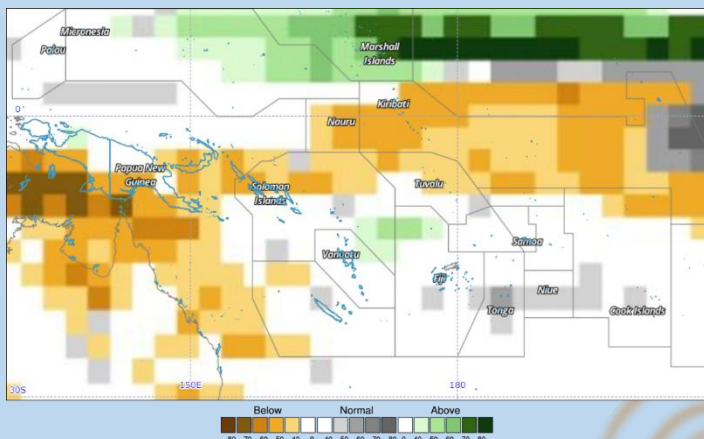 Micronesia
Palau
Marshall
Islands
Kiribati
0°
Nauru
Papua New
Guinea
Solomon
Islands
Tuvalu
Samoa
Vanuatu
Fiji
Niue
Tonga
Cook Islands
30S
150E
180
Below Normal Above
80 70 60 50 40 0 40 50 60 70 80 0 40 50 60 70 80